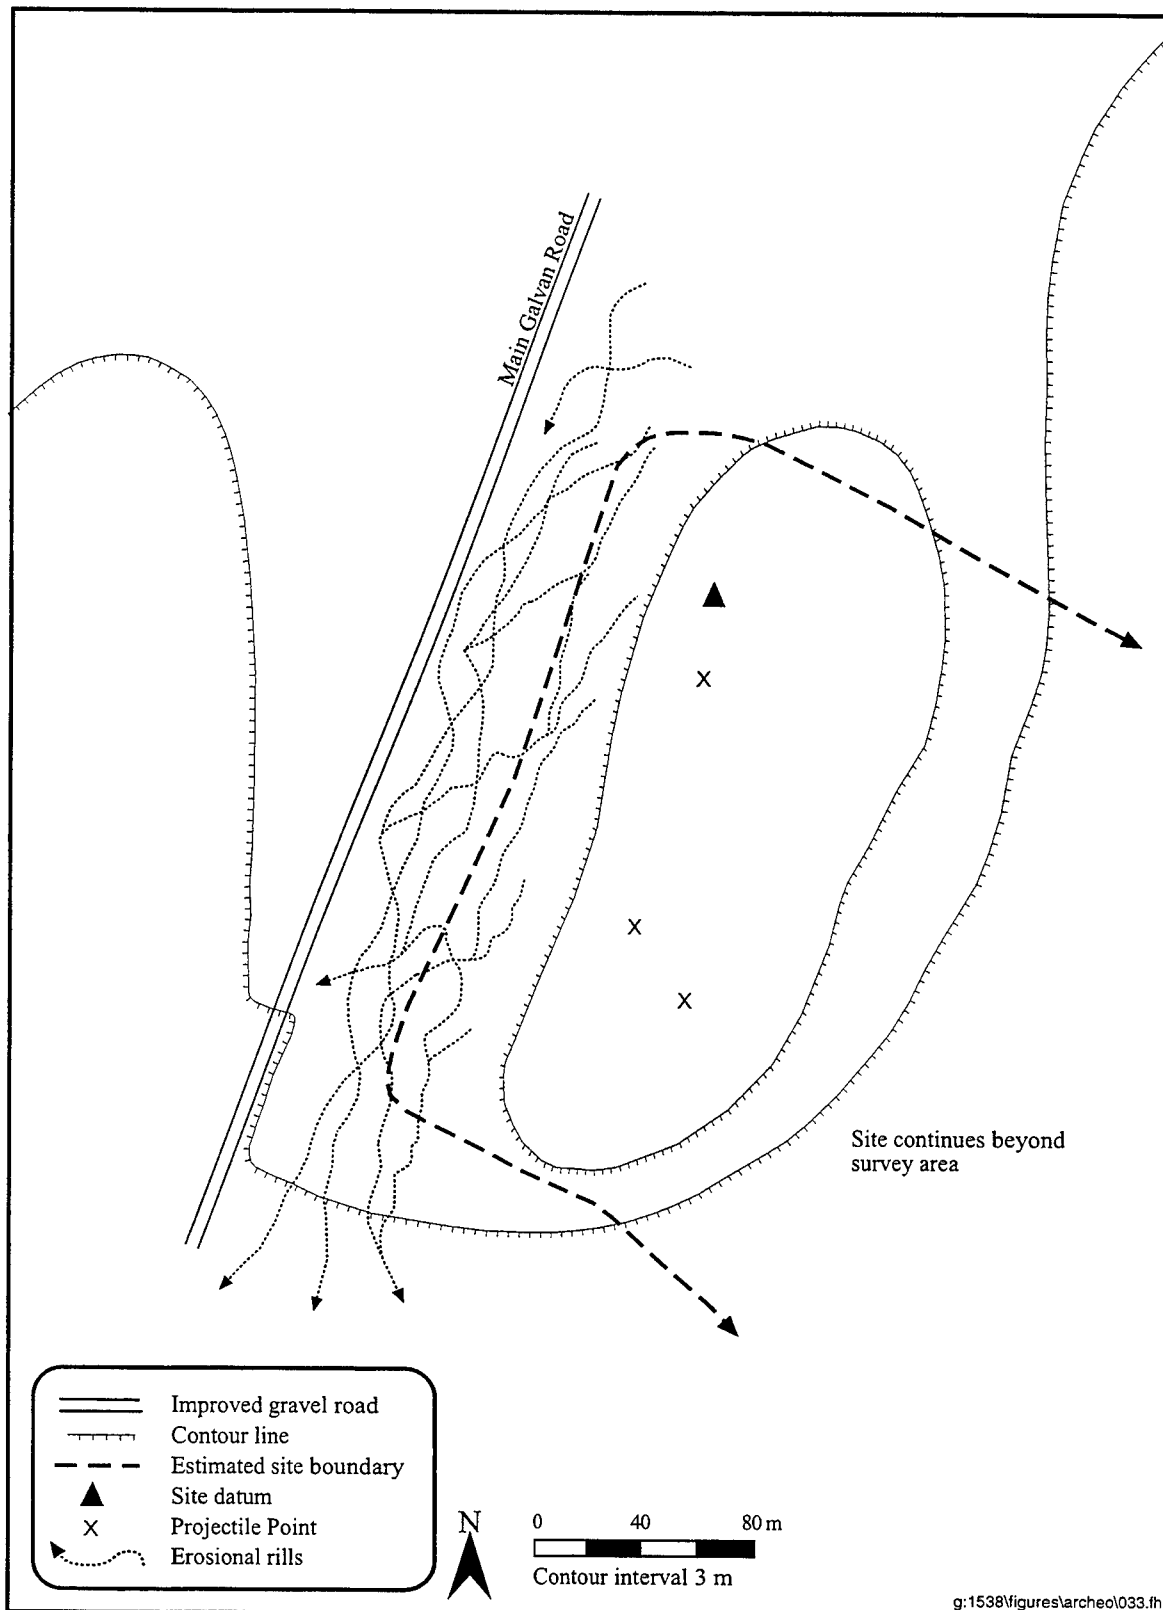 Main Galvan Road
X
X
X
Site continues beyond
survey area
Improved gravel road
Contour line
Estimated site boundary
Site datum
X Projectile Point
Erosional rills
N
0 40 80 m
Contour interval 3 m
g:1538\figures\archeo\033.fh